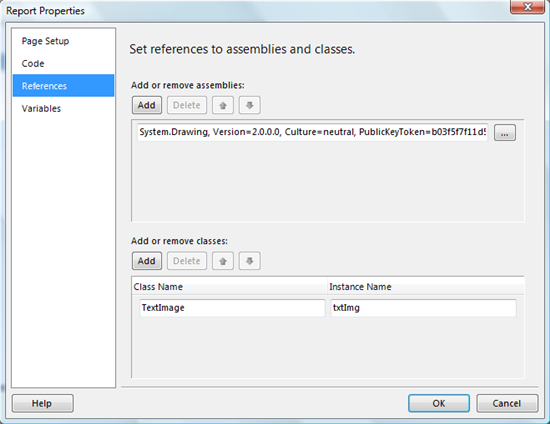 Report Properties
Page Setup
Code
References
Variables
Set references to assemblies and classes.
Add or remove assemblies:
Add Delete
System.Drawing, Version=2.0.0.0, Culture=neutral, PublicKeyToken=b03f5f7f11d5
...
Add or remove classes:
Add Delete
Class Name Instance Name
TextImage txtImg
Help OK Cancel